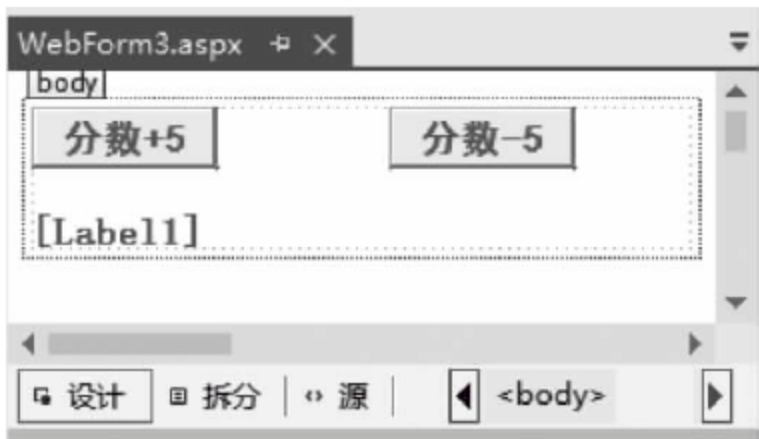 WebForm3.aspx
body
分数+5 分数-5
[Label1]
设计 拆分 源 <body>